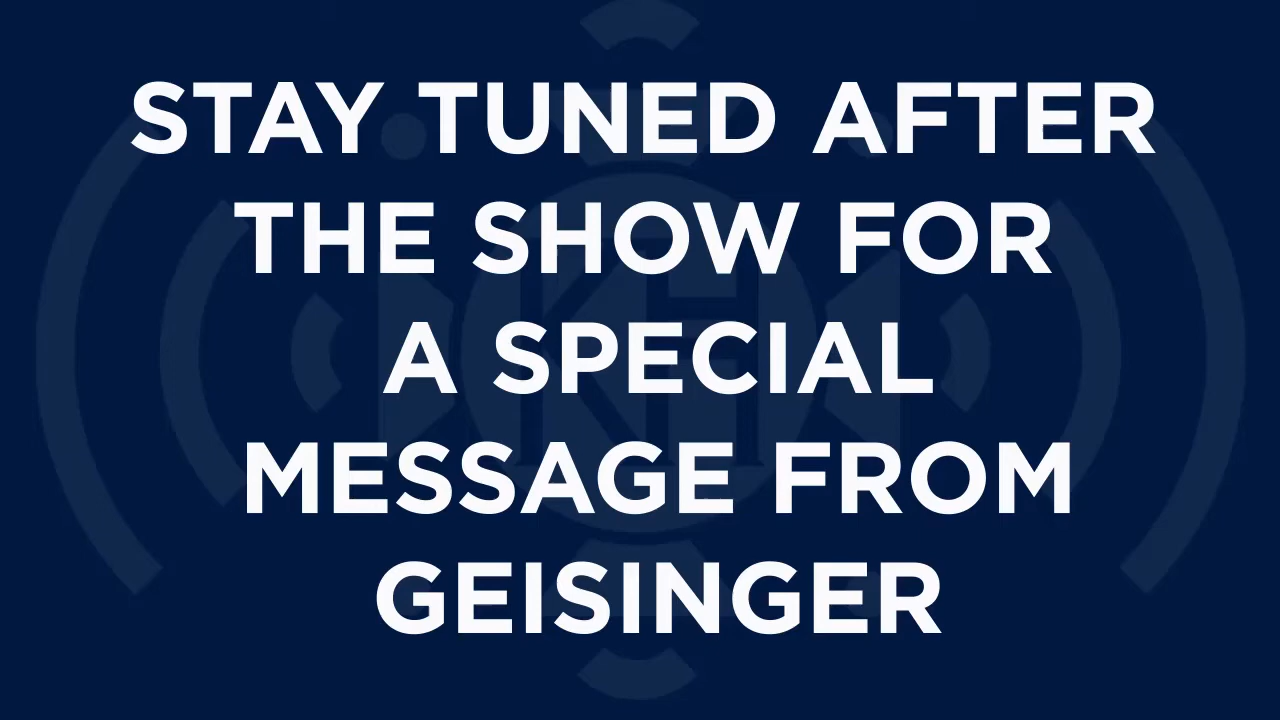 STAY TUNED AFTER
THE SHOW FOR
A SPECIAL
MESSAGE FROM
GEISINGER